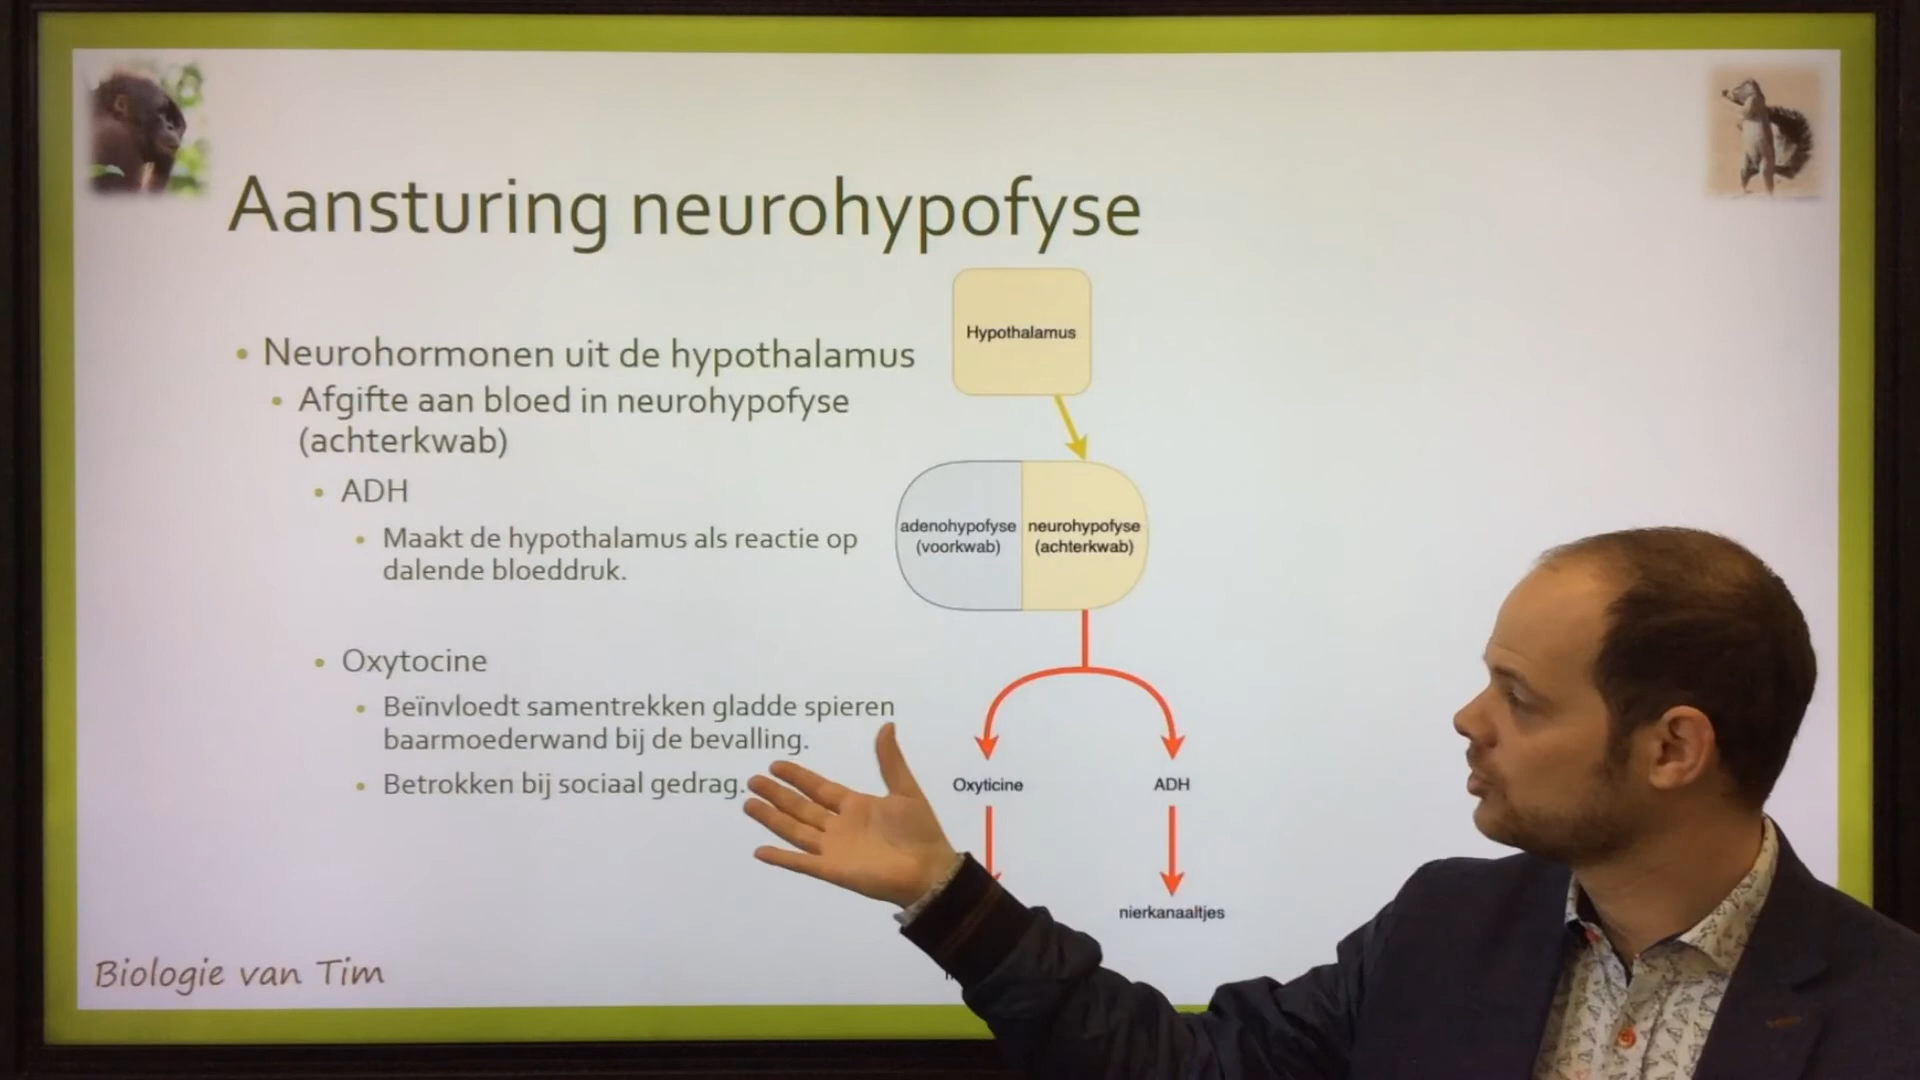 Aansturing neurohypofyse
• Neurohormonen uit de hypothalamus
• Afgifte aan bloed in neurohypofyse
(achterkwab)
• ADH
• Maakt de hypothalamus als reactie op
dalende bloeddruk.
• Oxytocine
• Beïnvloedt samentrekken gladde spieren
baarmoederwand bij de bevalling.
• Betrokken bij sociaal gedrag.
Hypothalamus
adenohypofyse
(voorkwab)
neurohypofyse
(achterkwab)
Oxyticine
ADH
nierkanaaltjes
Biologie van Tim